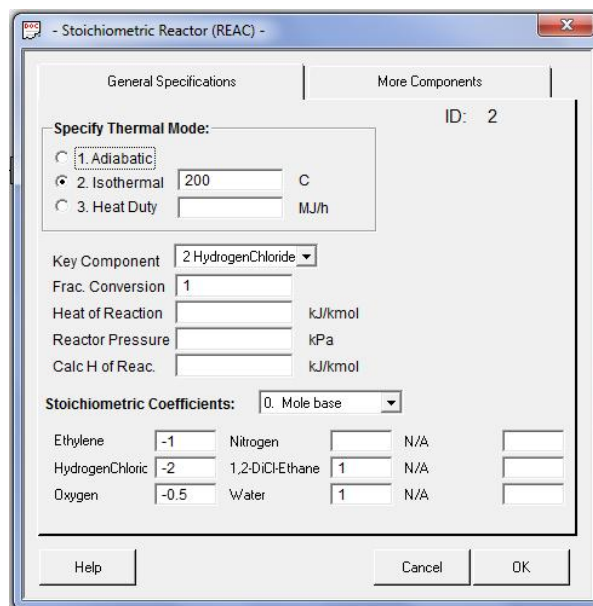 DOC
- Stoichiometric Reactor (REAC) -
General Specifications More Components
ID: 2
Specify Thermal Mode:
1. Adiabatic
2. Isothermal 200 C
3. Heat Duty MJ/h
Key Component 2 HydrogenChloride
Frac. Conversion 1
Heat of Reaction kJ/kmol
Reactor Pressure kPa
Calc H of Reac. kJ/kmol
Stoichiometric Coefficients: 0. Mole base
Ethylene -1 Nitrogen N/A
HydrogenChloric -2 1,2-DiCl-Ethane 1 N/A
Oxygen -0.5 Water 1 N/A
Help Cancel OK